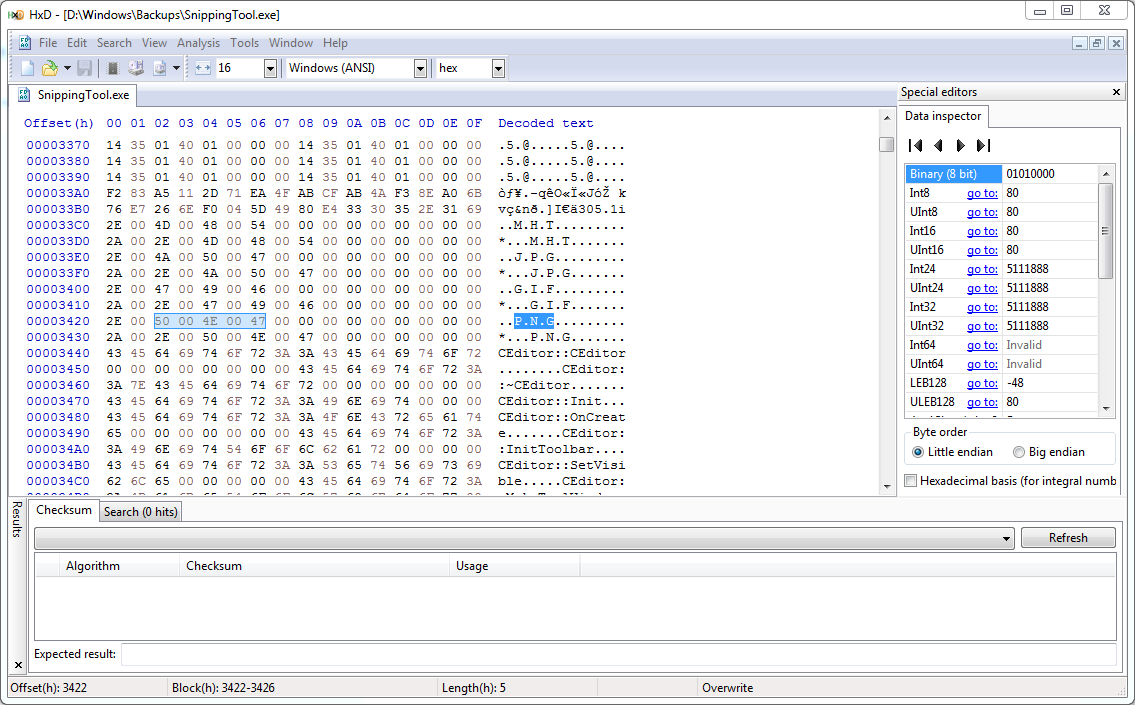 HxD - [D:\Windows\Backups\SnippingTool.exe]
File Edit Search View Analysis Tools Window Help
16 Windows (ANSI) hex
SnippingTool.exe
Offset(h) 00 01 02 03 04 05 06 07 08 09 0A 0B 0C 0D 0E 0F Decoded text
00003370 14 35 01 40 01 00 00 00 14 35 01 40 01 00 00 00 .5.@.....5.@....
00003380 14 35 01 40 01 00 00 00 14 35 01 40 01 00 00 00 .5.@.....5.@....
00003390 14 35 01 40 01 00 00 00 14 35 01 40 01 00 00 00 .5.@.....5.@....
000033A0 F2 83 A5 11 2D 71 EA 4F AB CF AB 4A F3 8E A0 6B òƒ¥.-qêO«Ï«JóŽ k
000033B0 76 E7 26 6E F0 04 5D 49 80 E4 33 30 35 2E 31 69 vç&nð.]I€ä305.1i
000033C0 2E 00 4D 00 48 00 54 00 00 00 00 00 00 00 00 00 ..M.H.T.........
000033D0 2A 00 2E 00 4D 00 48 00 54 00 00 00 00 00 00 00 *...M.H.T.......
000033E0 2E 00 4A 00 50 00 47 00 00 00 00 00 00 00 00 00 ..J.P.G.........
000033F0 2A 00 2E 00 4A 00 50 00 47 00 00 00 00 00 00 00 *...J.P.G.......
00003400 2E 00 47 00 49 00 46 00 00 00 00 00 00 00 00 00 ..G.I.F.........
00003410 2A 00 2E 00 47 00 49 00 46 00 00 00 00 00 00 00 *...G.I.F.......
00003420 2E 00 50 00 4E 00 47 00 00 00 00 00 00 00 00 00 ..P.N.G.........
00003430 2A 00 2E 00 50 00 4E 00 47 00 00 00 00 00 00 00 *...P.N.G.......
00003440 43 45 64 69 74 6F 72 3A 3A 43 45 64 69 74 6F 72 CEditor::CEditor
00003450 00 00 00 00 00 00 00 00 43 45 64 69 74 6F 72 3A ........CEditor:
00003460 3A 7E 43 45 64 69 74 6F 72 00 00 00 00 00 00 00 :~CEditor.......
00003470 43 45 64 69 74 6F 72 3A 3A 49 6E 69 74 00 00 00 CEditor::Init...
00003480 43 45 64 69 74 6F 72 3A 3A 4F 6E 43 72 65 61 74 CEditor::OnCreat
00003490 65 00 00 00 00 00 00 00 43 45 64 69 74 6F 72 3A e.......CEditor:
000034A0 3A 49 6E 69 74 54 6F 6F 6C 62 61 72 00 00 00 00 :InitToolbar....
000034B0 43 45 64 69 74 6F 72 3A 3A 53 65 74 56 69 73 69 CEditor::SetVisi
000034C0 62 6C 65 00 00 00 00 00 43 45 64 69 74 6F 72 3A ble.....CEditor:
Special editors
Data inspector
Binary (8 bit) 01010000
Int8 go to: 80
UInt8 go to: 80
Int16 go to: 80
UInt16 go to: 80
Int24 go to: 5111888
UInt24 go to: 5111888
Int32 go to: 5111888
UInt32 go to: 5111888
Int64 go to: Invalid
UInt64 go to: Invalid
LEB128 go to: -48
ULEB128 go to: 80
Byte order
Little endian Big endian
Hexadecimal basis (for integral numb
Results
Checksum Search (0 hits)
Refresh
Algorithm Checksum Usage
Expected result:
Offset(h): 3422 Block(h): 3422-3426 Length(h): 5 Overwrite